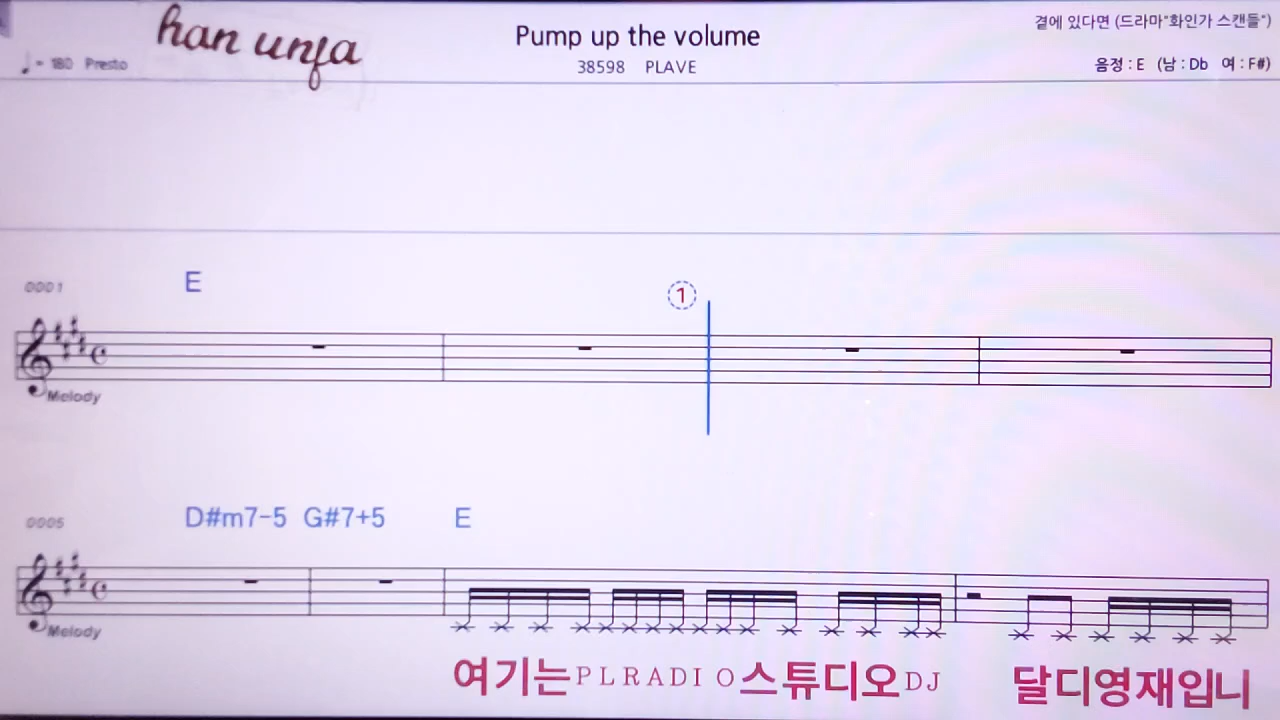 han unfa
Pump up the volume
곁에 있다면 (드라마"화인가 스캔들")
♩= 180 Presto
38598 PLAVE
음정 : E (남 : Db 여 : F#)
0001
E
①
Melody
0005
D#m7-5 G#7+5 E
Melody
여기는PLRADIO스튜디오DJ 달디영재입니